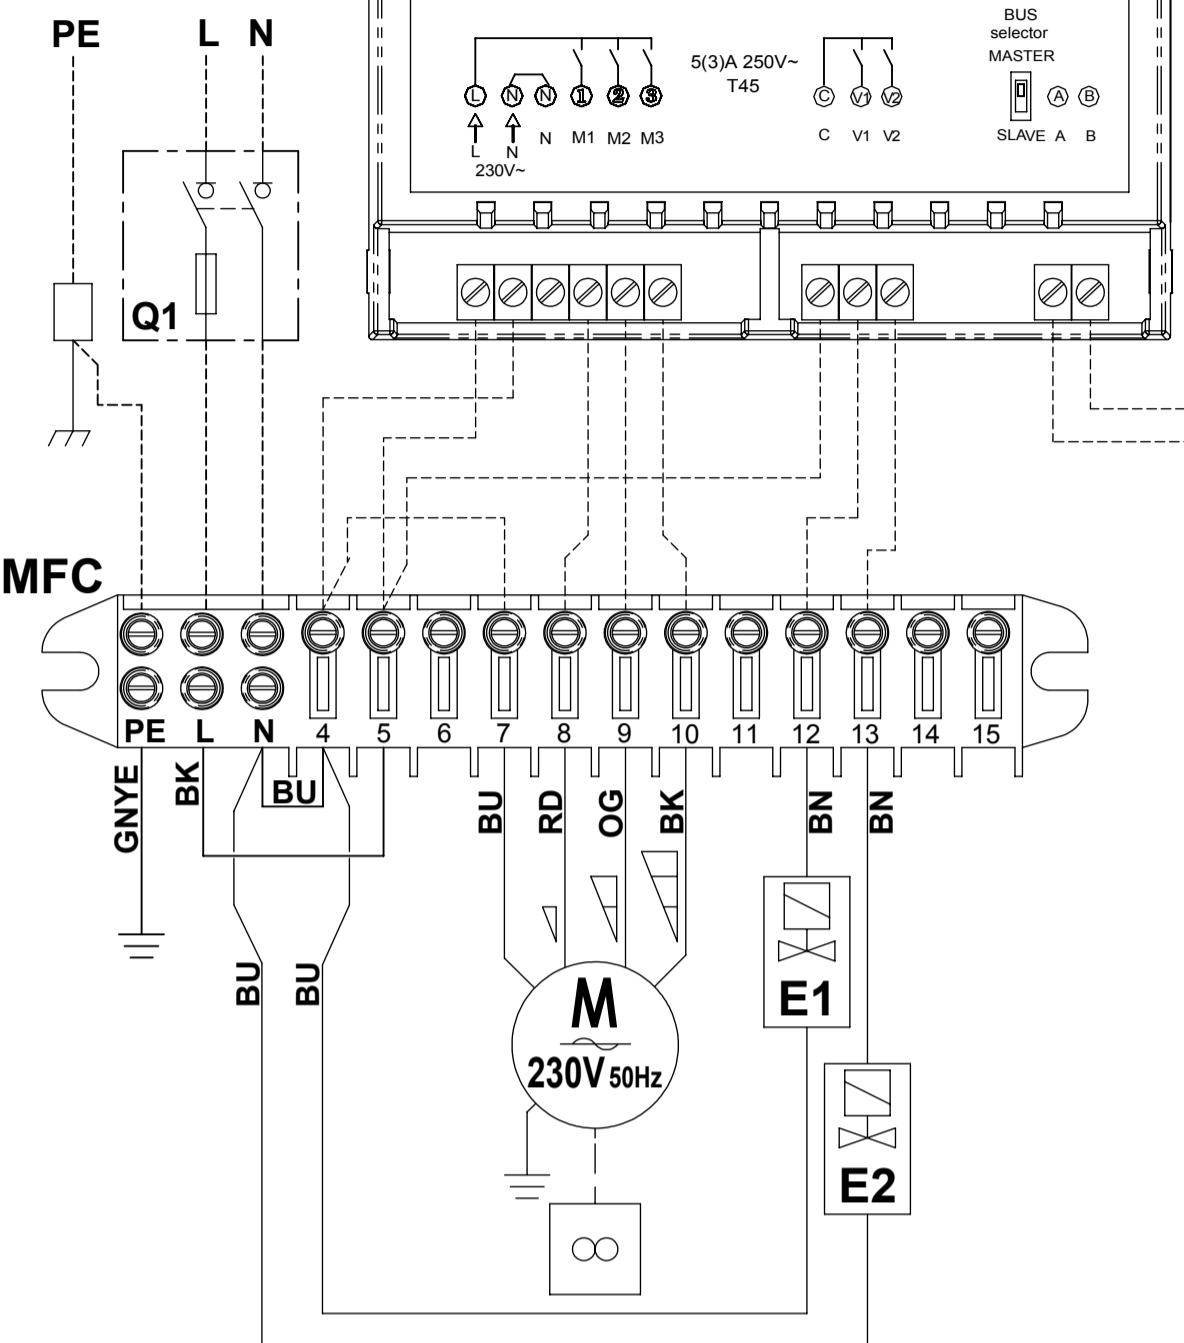 PE L N
BUS
selector
MASTER
5(3)A 250V~
T45
L N N 1 2 3
C V1 V2
A B
L N N M1 M2 M3
230V~
C V1 V2
SLAVE A B
Q1
MFC
PE L N 4 5 6 7 8 9 10 11 12 13 14 15
GNYE BK BU BU RD OG BK BN BN
BU BU
M
230V 50Hz
E1
E2